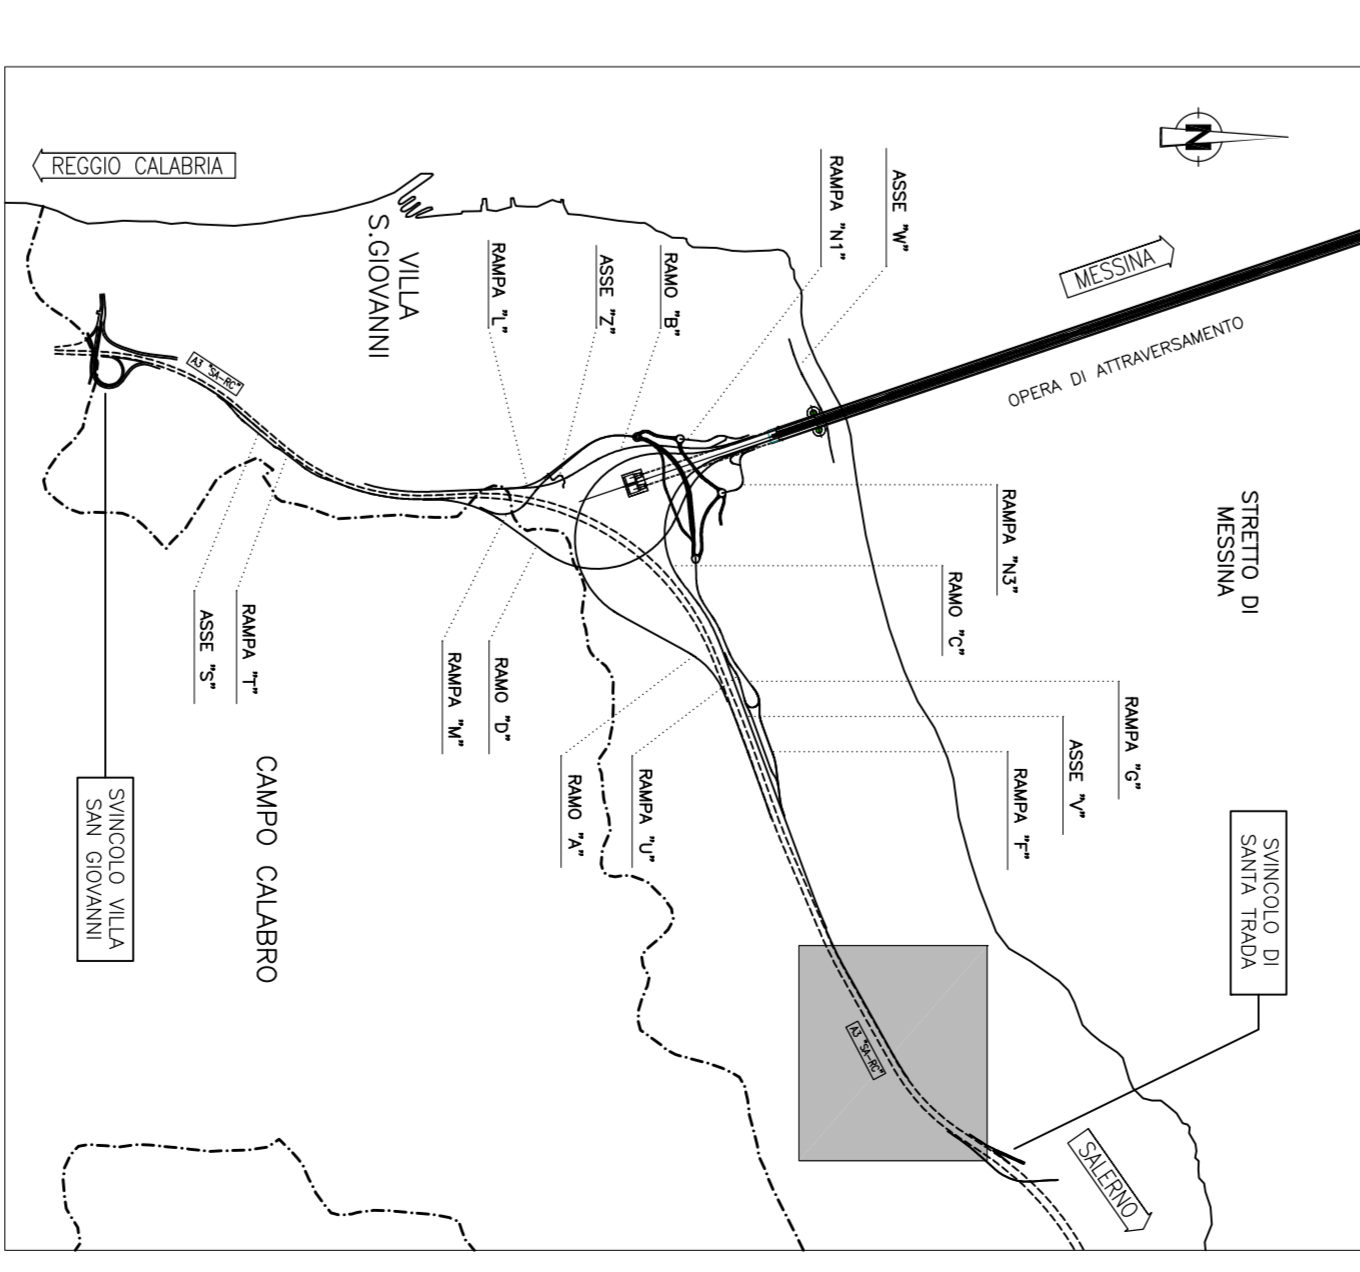 N
REGGIO CALABRIA
VILLA
S.GIOVANNI
MESSINA
OPERA DI ATTRAVERSAMENTO
STRETTO DI
MESSINA
RAMPA "N1"
ASSE "W"
RAMPA "L"
ASSE "Z"
RAMO "B"
A3 "SA-RC"
RAMPA "N3"
RAMO "C"
RAMPA "G"
ASSE "V"
RAMPA "F"
RAMPA "T"
ASSE "S"
RAMO "D"
RAMPA "M"
RAMPA "U"
RAMO "A"
CAMPO CALABRO
SVINCOLO VILLA
SAN GIOVANNI
SVINCOLO DI
SANTA TRADA
A3 "SA-RC"
SALERNO